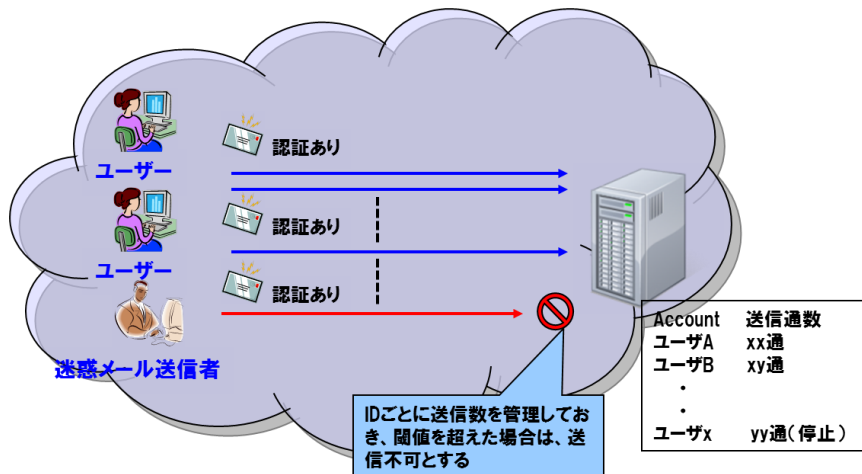 認証あり
ユーザー
認証あり
ユーザー
認証あり
迷惑メール送信者
Account 送信通数
ユーザA xx通
ユーザB xy通
・
・
ユーザx yy通(停止)
IDごとに送信数を管理してお
き、閾値を超えた場合は、送
信不可とする